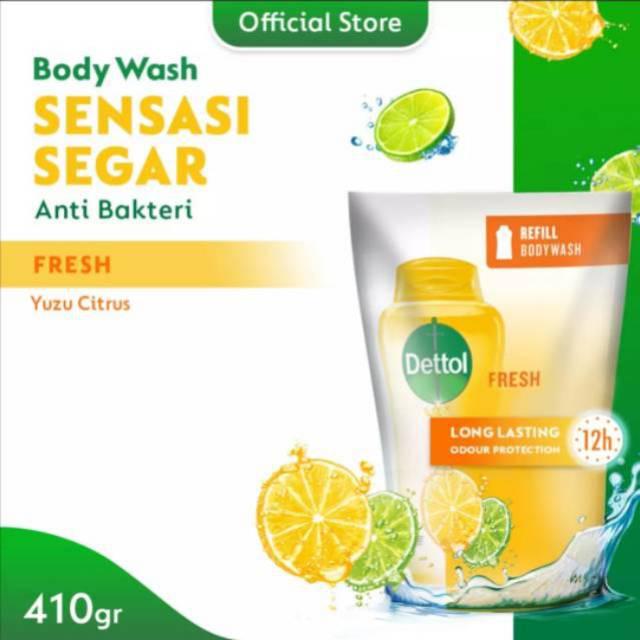 Official Store
Body Wash
SENSASI
SEGAR
Anti Bakteri
FRESH
Yuzu Citrus
REFILL
BODYWASH
Dettol
FRESH
LONG LASTING
ODOUR PROTECTION
12h
410gr